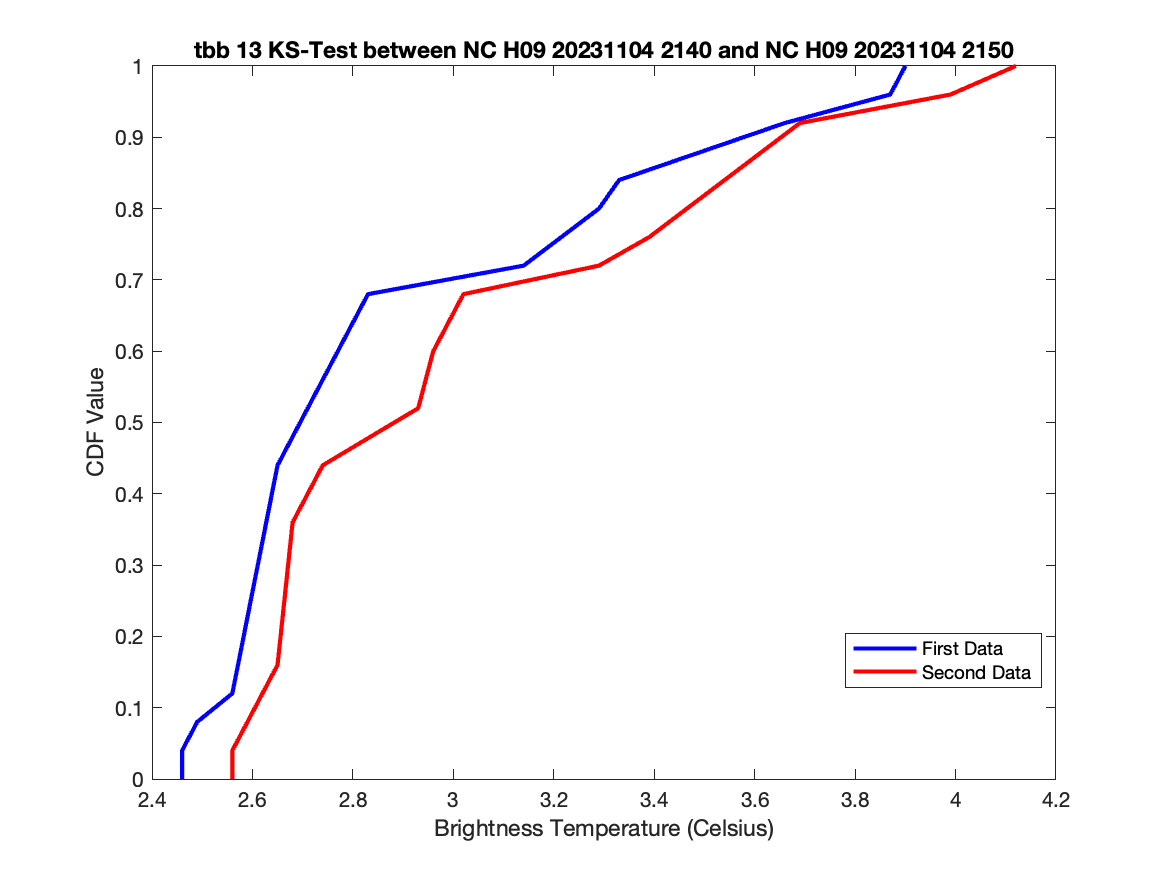 tbb 13 KS-Test between NC H09 20231104 2140 and NC H09 20231104 2150
1
0.9
0.8
0.7
0.6
0.5
0.4
0.3
0.2
0.1
0
CDF Value
First Data
Second Data
2.4 2.6 2.8 3 3.2 3.4 3.6 3.8 4 4.2
Brightness Temperature (Celsius)